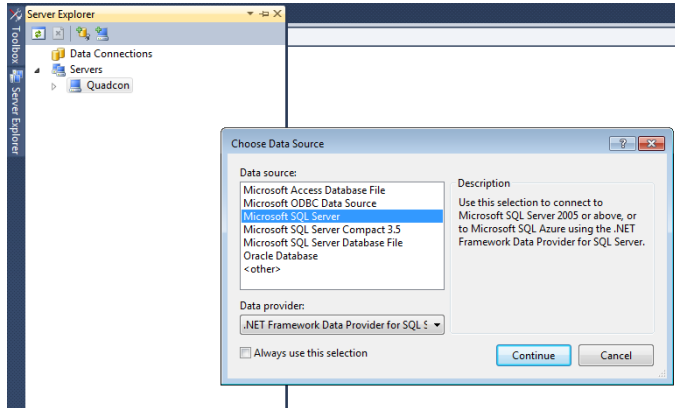 Server Explorer
Toolbox
Server Explorer
Data Connections
Servers
Quadcon
Choose Data Source
Data source:
Microsoft Access Database File
Microsoft ODBC Data Source
Microsoft SQL Server
Microsoft SQL Server Compact 3.5
Microsoft SQL Server Database File
Oracle Database
<other>
Description
Use this selection to connect to
Microsoft SQL Server 2005 or above, or
to Microsoft SQL Azure using the .NET
Framework Data Provider for SQL Server.
Data provider:
.NET Framework Data Provider for SQL S
Always use this selection
Continue
Cancel